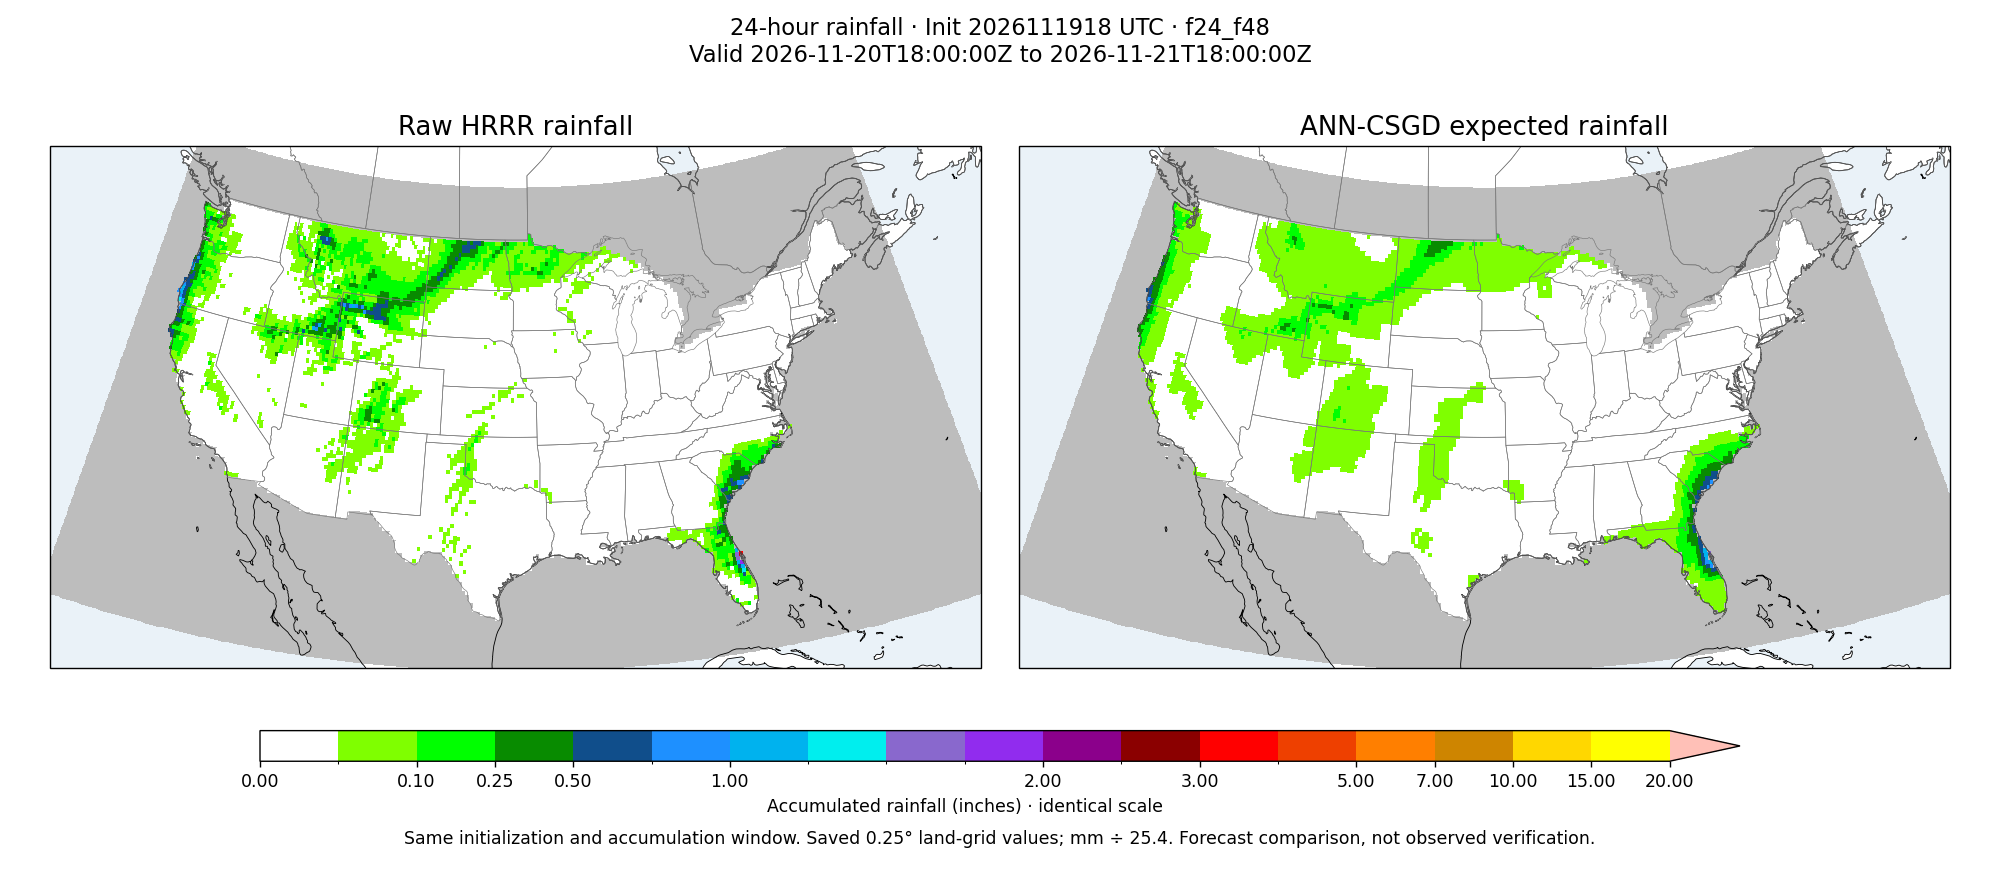 24-hour rainfall · Init 2026111918 UTC · f24_f48
Valid 2026-11-20T18:00:00Z to 2026-11-21T18:00:00Z
Raw HRRR rainfall
ANN-CSGD expected rainfall
0.00 0.10 0.25 0.50 1.00 2.00 3.00 5.00 7.00 10.00 15.00 20.00
Accumulated rainfall (inches) · identical scale
Same initialization and accumulation window. Saved 0.25° land-grid values; mm ÷ 25.4. Forecast comparison, not observed verification.